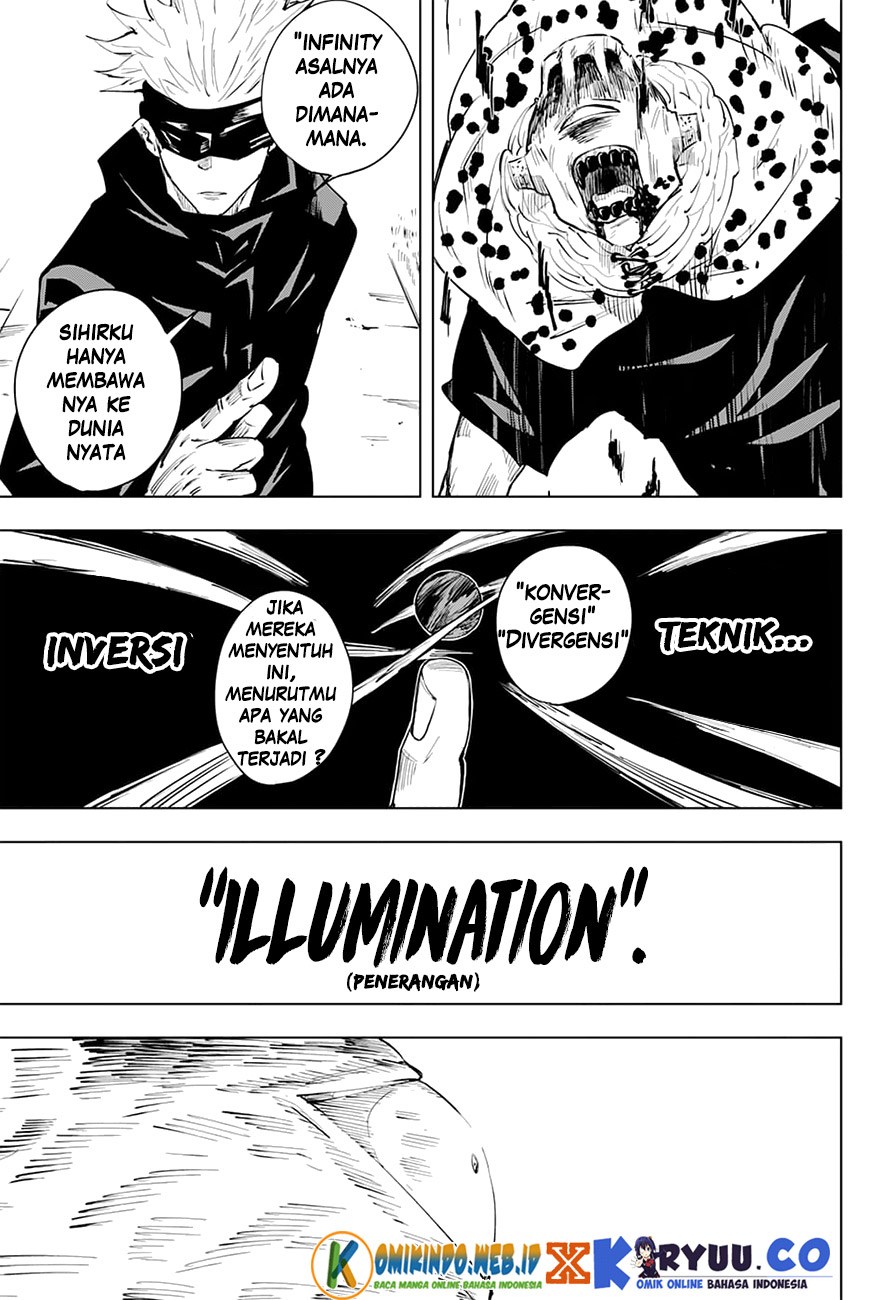 "INFINITY
ASALNYA
ADA
DIMANA-
MANA.
SIHIRKU
HANYA
MEMBAWA
NYA KE
DUNIA
NYATA
TEKNIK...
"KONVER-
GENSI"
"DIVERGENSI"
JIKA
MEREKA
MENYENTUH
INI,
MENURUTMU
APA YANG
BAKAL
TERJADI ?
INVERSI
"ILLUMINATION".
(PENERANGAN)
KOMIKINDO.WEB.ID X KORYUU.CO
BACA MANGA ONLINE BAHASA INDONESIA
OMIK ONLINE BAHASA INDONESIA